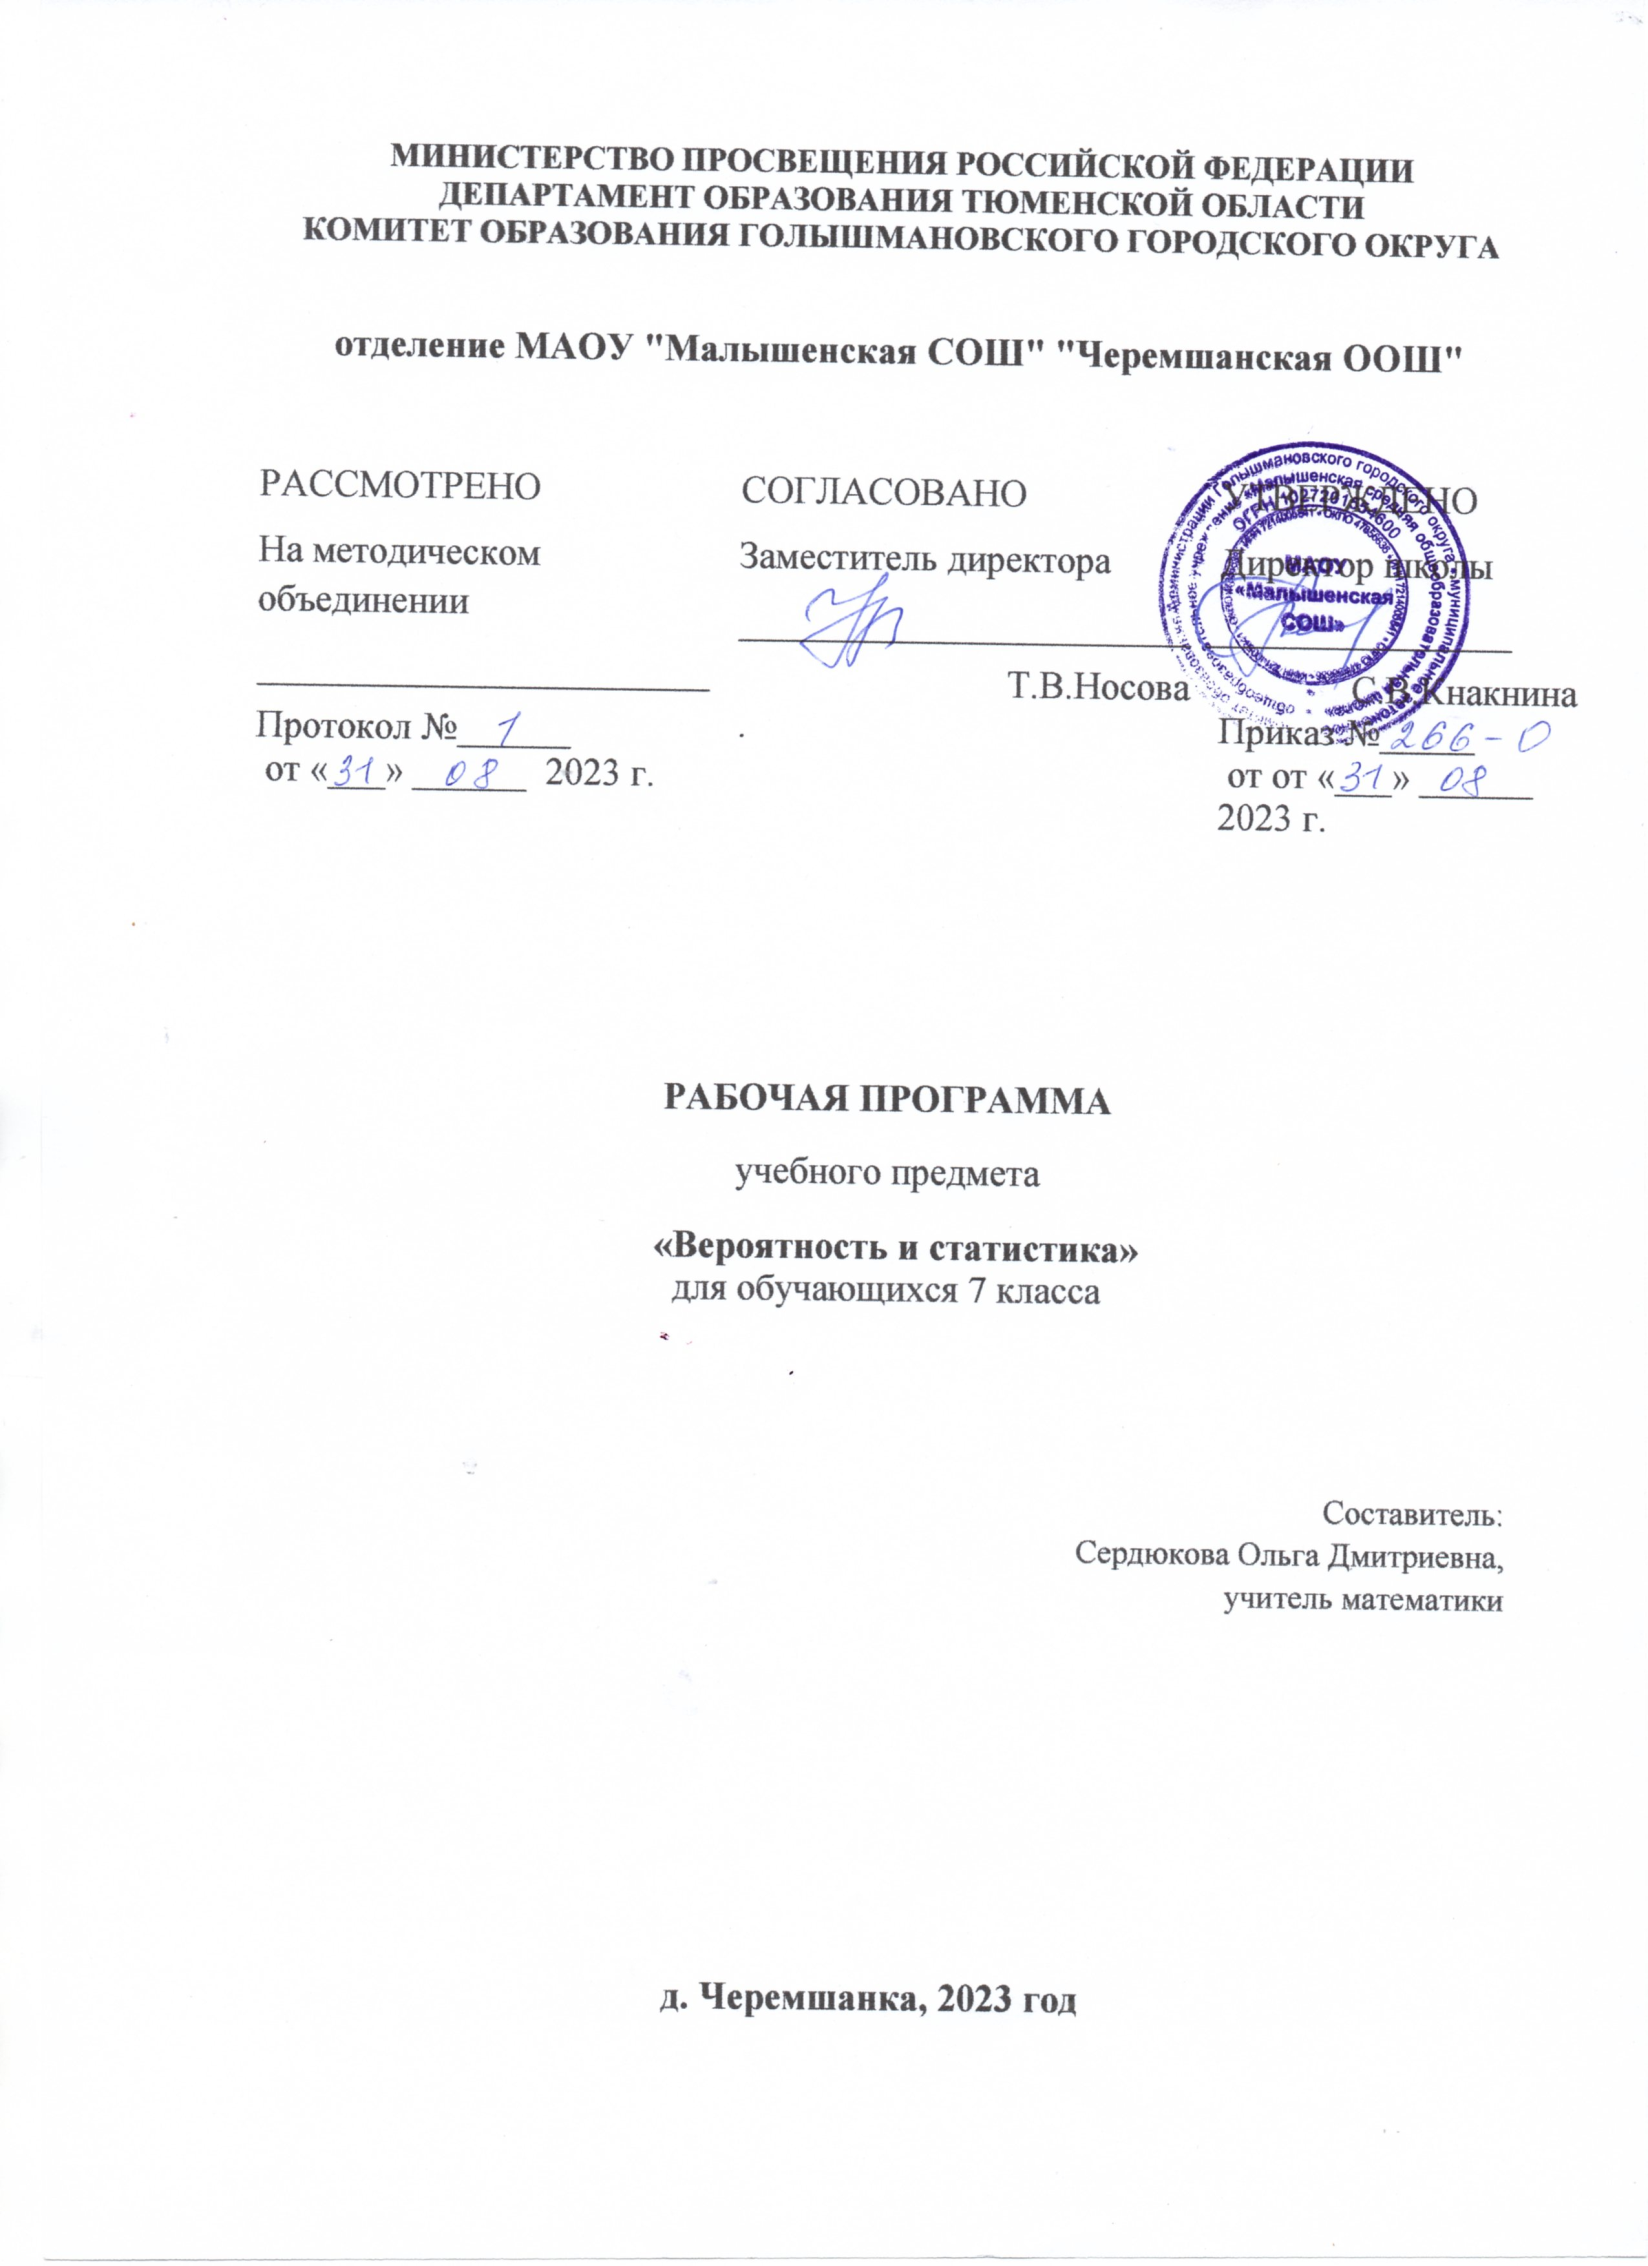 МИНИСТЕРСТВО ПРОСВЕЩЕНИЯ РОССИЙСКОЙ ФЕДЕРАЦИИ
ДЕПАРТАМЕНТ ОБРАЗОВАНИЯ ТЮМЕНСКОЙ ОБЛАСТИ
КОМИТЕТ ОБРАЗОВАНИЯ ГОЛЫШМАНОВСКОГО ГОРОДСКОГО ОКРУГА
отделение МАОУ "Малышенская СОШ" "Черемшанская ООШ"
РАССМОТРЕНО
На методическом
объединении
Протокол № 1
от «31» 08 2023 г.
СОГЛАСОВАНО
Заместитель директора
Т.В.Носова
.
УТВЕРЖДЕНО
Директор школы
С.В.Кнакнина
Приказ № 266-О
от от «31» 08
2023 г.
МАОУ
«Малышенская
СОШ»
РАБОЧАЯ ПРОГРАММА
учебного предмета
«Вероятность и статистика»
для обучающихся 7 класса
Составитель:
Сердюкова Ольга Дмитриевна,
учитель математики
д. Черемшанка, 2023 год